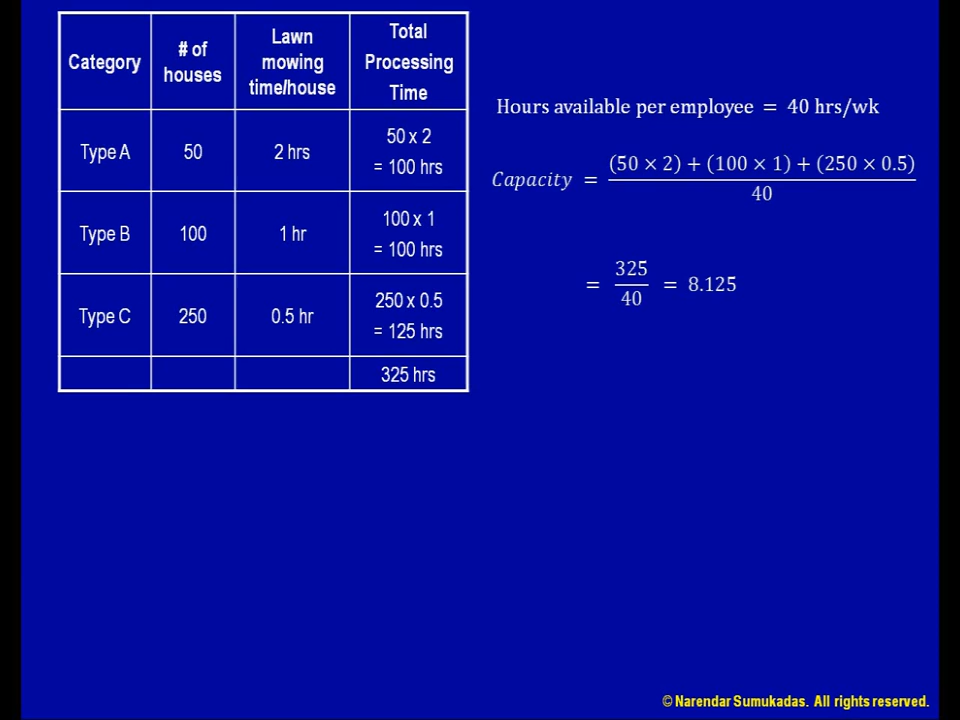 Category
# of
houses
Lawn
mowing
time/house
Total
Processing
Time
Type A
50
2 hrs
50 x 2
= 100 hrs
Type B
100
1 hr
100 x 1
= 100 hrs
Type C
250
0.5 hr
250 x 0.5
= 125 hrs
325 hrs
Hours available per employee = 40 hrs/wk
Capacity = (50 × 2) + (100 × 1) + (250 × 0.5)
40
= 325
40
= 8.125
© Narendar Sumukadas. All rights reserved.